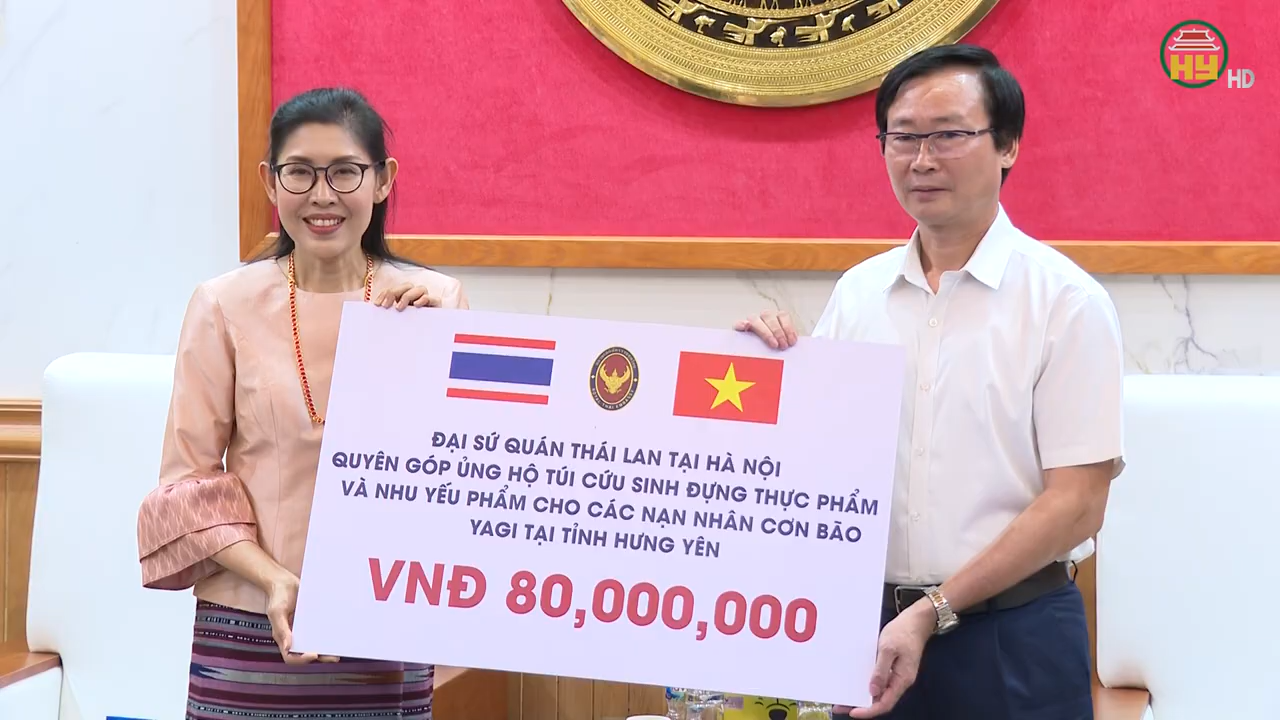 HY HD
ĐẠI SỨ QUÁN THÁI LAN TẠI HÀ NỘI
QUYÊN GÓP ỦNG HỘ TÚI CỨU SINH ĐỰNG THỰC PHẨM
VÀ NHU YẾU PHẨM CHO CÁC NẠN NHÂN CƠN BÃO
YAGI TẠI TỈNH HƯNG YÊN
VNĐ 80,000,000